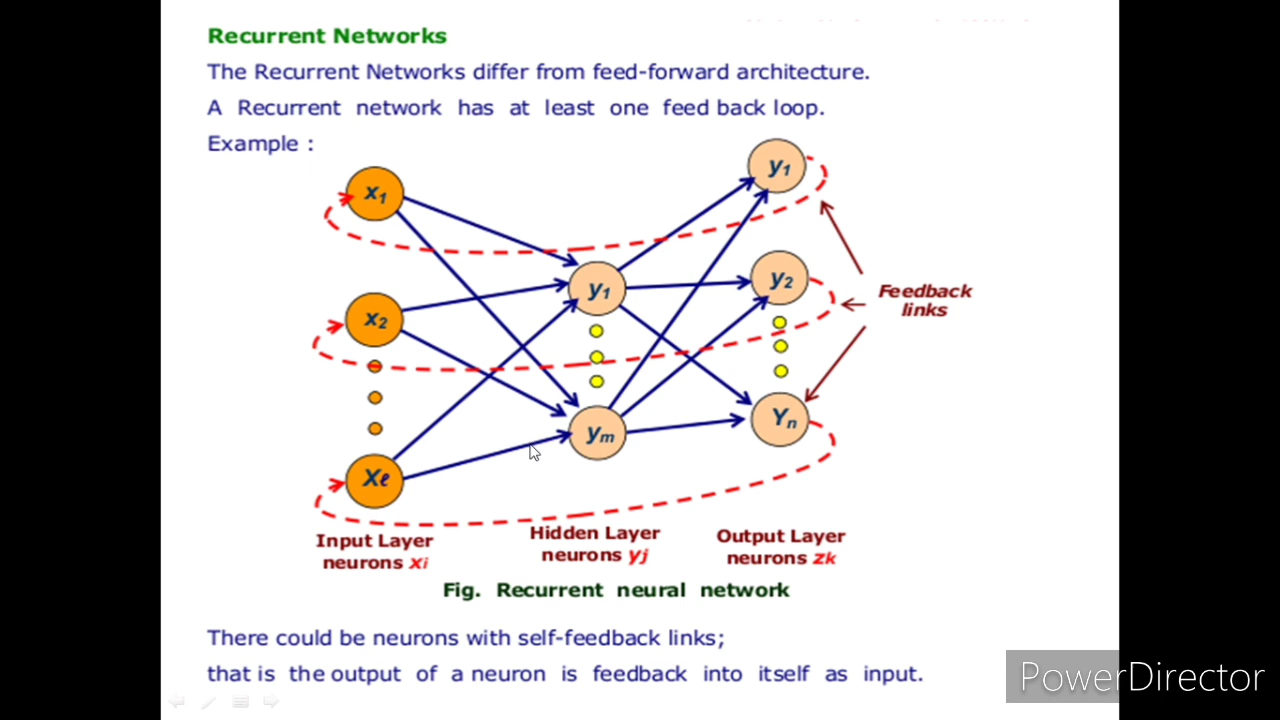 Recurrent Networks
The Recurrent Networks differ from feed-forward architecture.
A Recurrent network has at least one feed back loop.
Example :
x1
y1
y1
x2
y2
Feedback
links
ym
Yn
Xℓ
Input Layer
neurons xi
Hidden Layer
neurons yj
Output Layer
neurons zk
Fig. Recurrent neural network
There could be neurons with self-feedback links;
that is the output of a neuron is feedback into itself as input.
PowerDirector